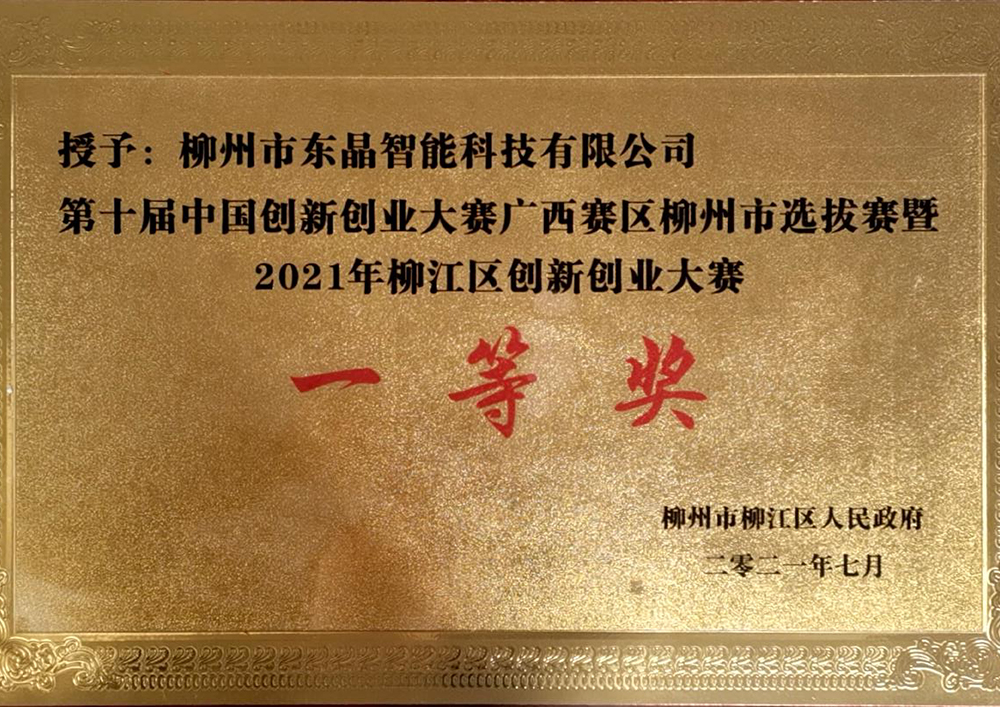 授予：柳州市东晶智能科技有限公司
第十届中国创新创业大赛广西赛区柳州市选拔赛暨
2021年柳江区创新创业大赛
一等奖
柳州市柳江区人民政府
二零二一年七月